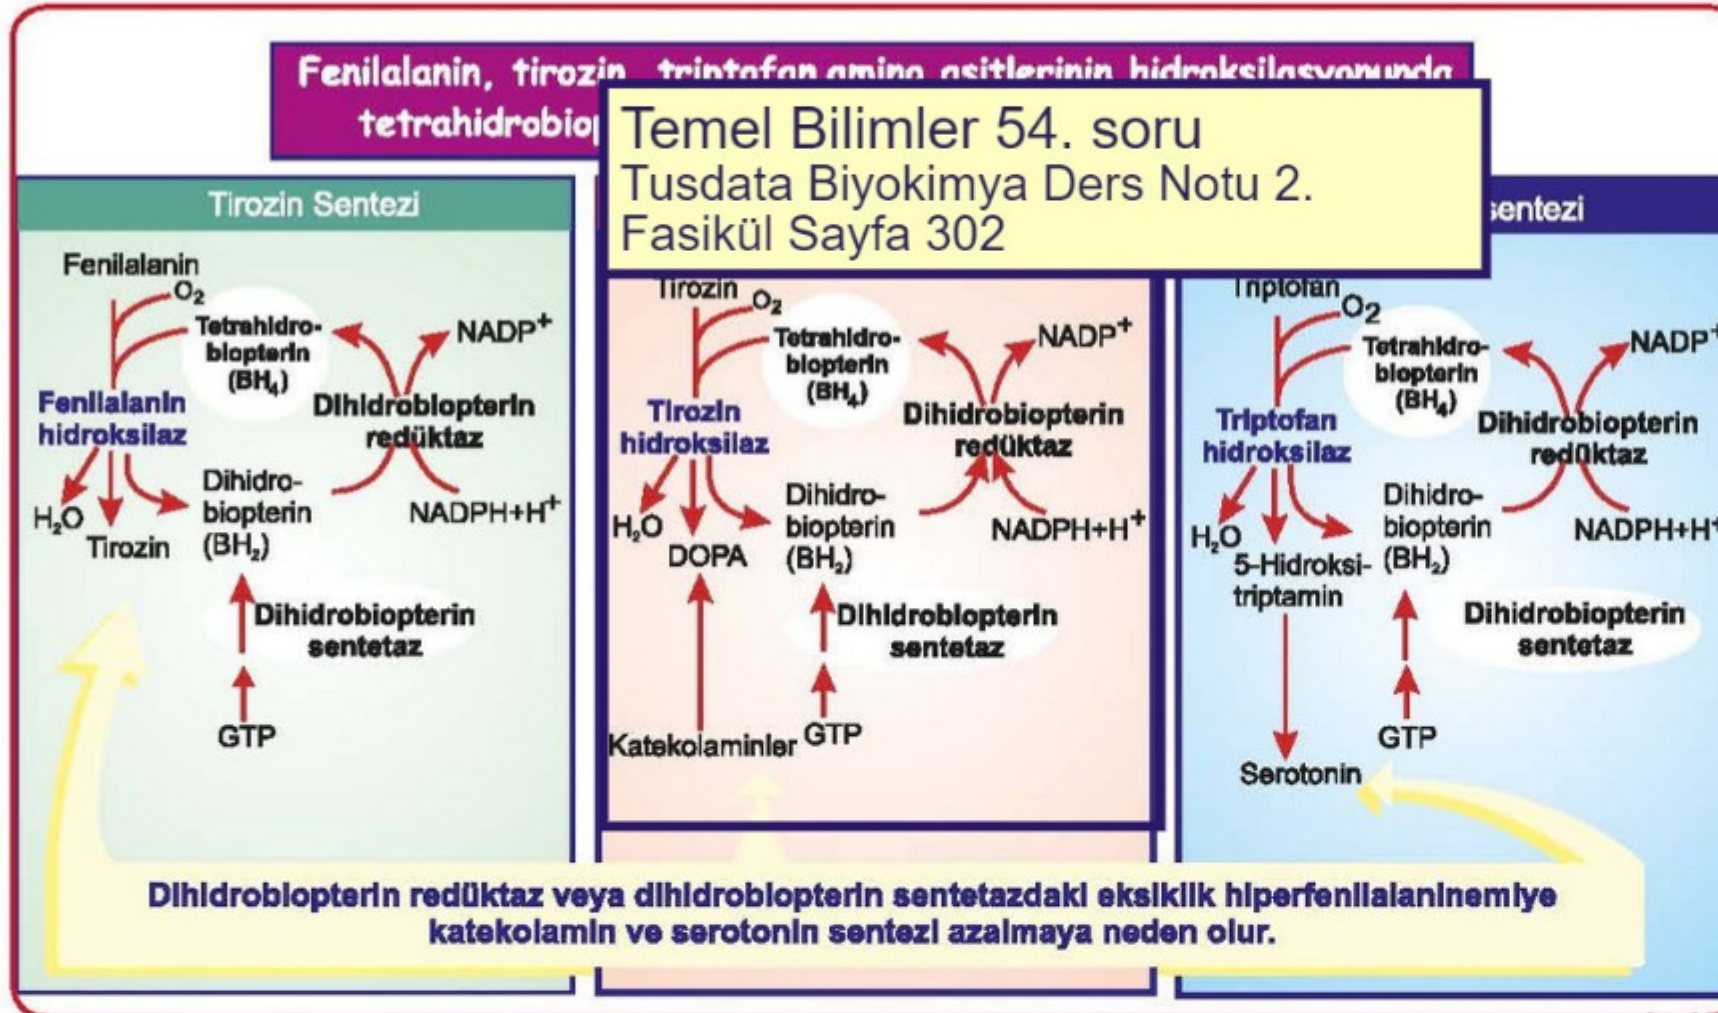 Fenilalanin, tirozin, triptofan amino asitlerinin hidroksilasyonunda
Temel Bilimler 54. soru
Tusdata Biyokimya Ders Notu 2.
Fasikül Sayfa 302
Tirozin Sentezi
Fenilalanin
O₂
Tetrahidro-
biopterin
(BH₄)
NADP⁺
Fenilalanin
hidroksilaz
Dihidrobiopterin
redüktaz
H₂O
Tirozin
Dihidro-
biopterin
(BH₂)
NADPH+H⁺
Dihidrobiopterin
sentetaz
GTP
Tirozin
O₂
Tetrahidro-
biopterin
(BH₄)
NADP⁺
Tirozin
hidroksilaz
Dihidrobiopterin
redüktaz
H₂O
DOPA
Dihidro-
biopterin
(BH₂)
NADPH+H⁺
Dihidrobiopterin
sentetaz
Katekolaminler
GTP
sentezi
Triptofan
O₂
Tetrahidro-
biopterin
(BH₄)
NADP⁺
Triptofan
hidroksilaz
Dihidrobiopterin
redüktaz
H₂O
5-Hidroksi-
triptamin
Dihidro-
biopterin
(BH₂)
NADPH+H⁺
Dihidrobiopterin
sentetaz
GTP
Serotonin
Dihidrobiopterin redüktaz veya dihidrobiopterin sentetazdaki eksiklik hiperfenilalaninemiye
katekolamin ve serotonin sentezi azalmaya neden olur.